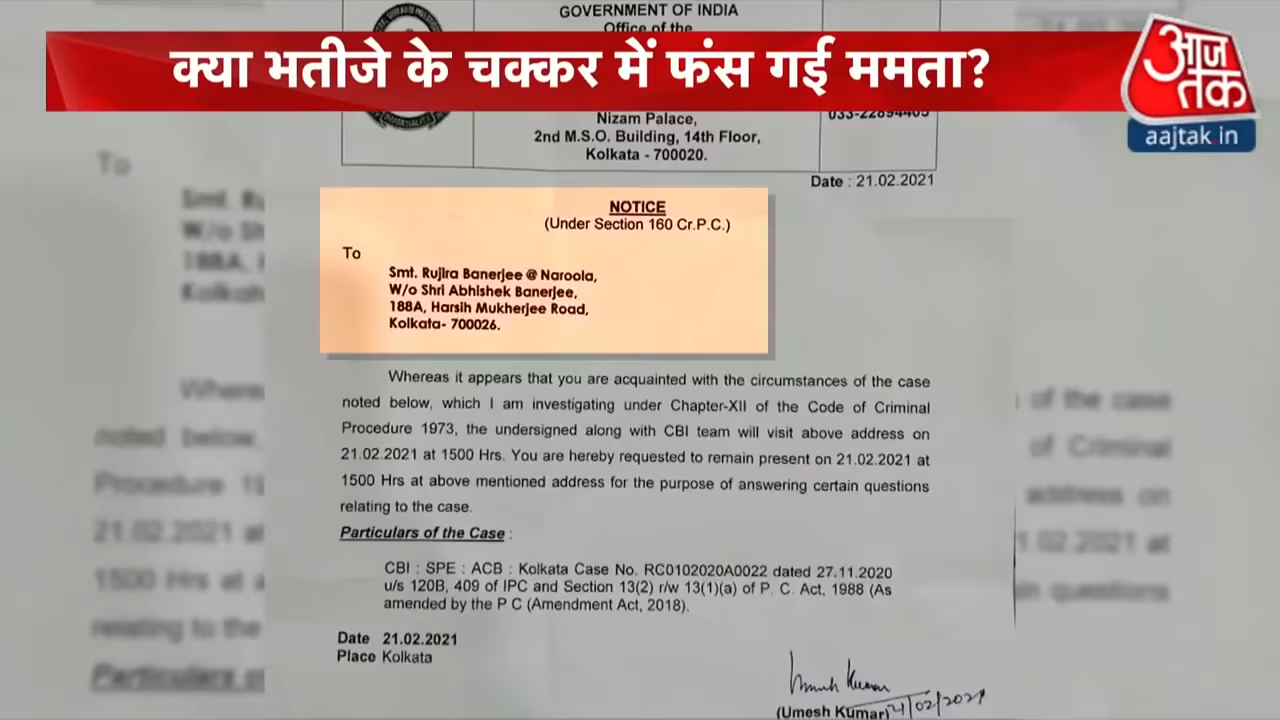 GOVERNMENT OF INDIA
Office of the
क्या भतीजे के चक्कर में फंस गई ममता?
आज तक
aajtak.in
Nizam Palace,
2nd M.S.O. Building, 14th Floor,
Kolkata - 700020.
033-22894405
Date : 21.02.2021
NOTICE
(Under Section 160 Cr.P.C.)
To
Smt. Rujira Banerjee @ Naroola,
W/o Shri Abhishek Banerjee,
188A, Harsih Mukherjee Road,
Kolkata- 700026.
Whereas it appears that you are acquainted with the circumstances of the case
noted below, which I am investigating under Chapter-XII of the Code of Criminal
Procedure 1973, the undersigned along with CBI team will visit above address on
21.02.2021 at 1500 Hrs. You are hereby requested to remain present on 21.02.2021 at
1500 Hrs at above mentioned address for the purpose of answering certain questions
relating to the case.
Particulars of the Case :
CBI : SPE : ACB : Kolkata Case No. RC0102020A0022 dated 27.11.2020
u/s 120B, 409 of IPC and Section 13(2) r/w 13(1)(a) of P. C. Act, 1988 (As
amended by the P C (Amendment Act, 2018).
Date 21.02.2021
Place Kolkata
Umesh Kumar
21/02/2021
(Umesh Kumar)